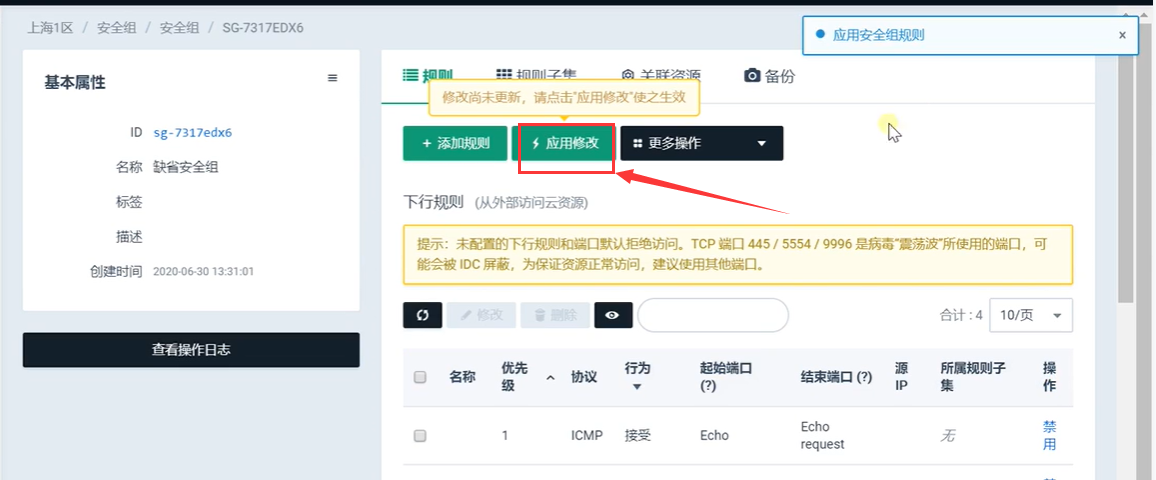 上海1区 / 安全组 / 安全组 / SG-7317EDX6
应用安全组规则 ×
基本属性
ID sg-7317edx6
名称 缺省安全组
标签
描述
创建时间 2020-06-30 13:31:01
查看操作日志
规则 规则子集 关联资源 备份
修改尚未更新，请点击"应用修改"使之生效
+ 添加规则 应用修改 更多操作
下行规则 (从外部访问云资源)
提示：未配置的下行规则和端口默认拒绝访问。TCP 端口 445 / 5554 / 9996 是病毒"震荡波"所使用的端口，可
能会被 IDC 屏蔽，为保证资源正常访问，建议使用其他端口。
修改 删除 合计 : 4 10/页
名称 优先级 协议 行为 起始端口 (?) 结束端口 (?) 源 IP 所属规则子集 操作
1 ICMP 接受 Echo Echo request 无 禁用